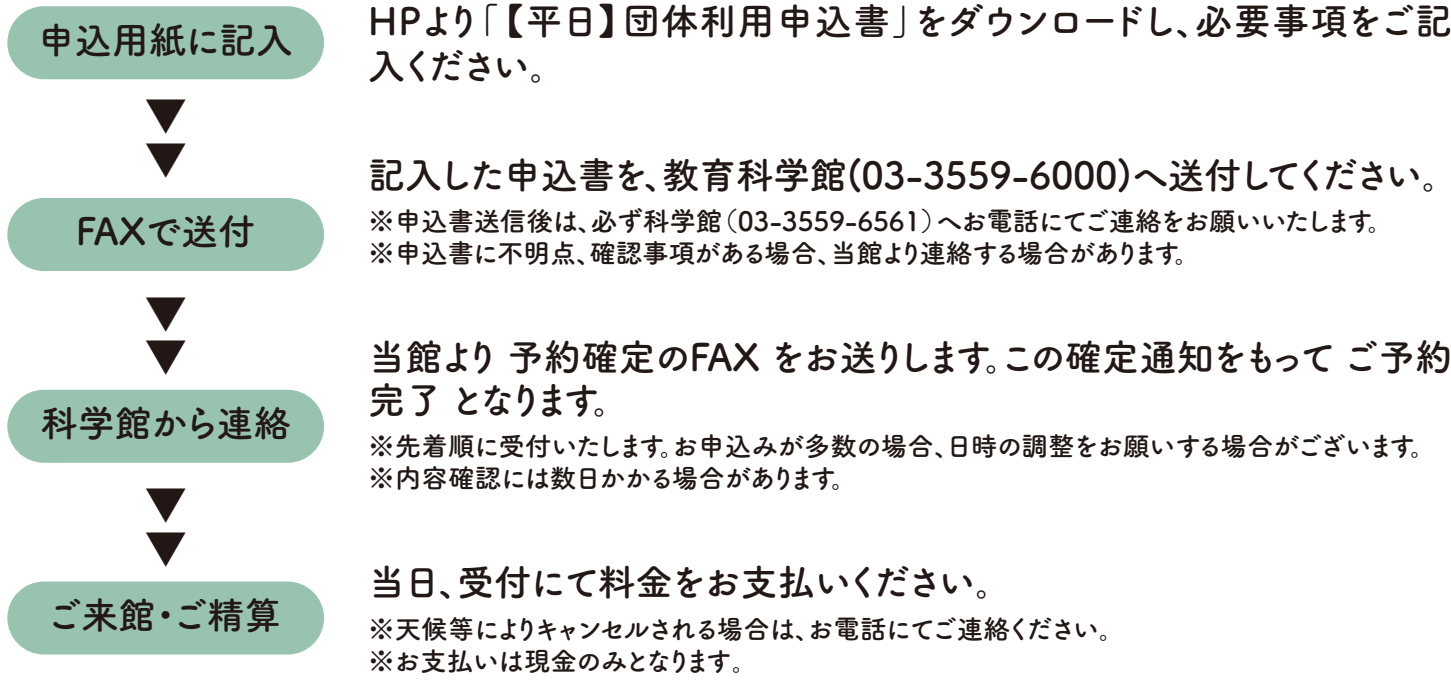 申込用紙に記入
HPより「【平日】団体利用申込書」をダウンロードし、必要事項をご記
入ください。
FAXで送付
記入した申込書を、教育科学館(03-3559-6000)へ送付してください。
※申込書送信後は、必ず科学館(03-3559-6561)へお電話にてご連絡をお願いいたします。
※申込書に不明点、確認事項がある場合、当館より連絡する場合があります。
科学館から連絡
当館より 予約確定のFAX をお送りします。この確定通知をもって ご予約
完了 となります。
※先着順に受付いたします。お申込みが多数の場合、日時の調整をお願いする場合がございます。
※内容確認には数日かかる場合があります。
ご来館・ご精算
当日、受付にて料金をお支払いください。
※天候等によりキャンセルされる場合は、お電話にてご連絡ください。
※お支払いは現金のみとなります。